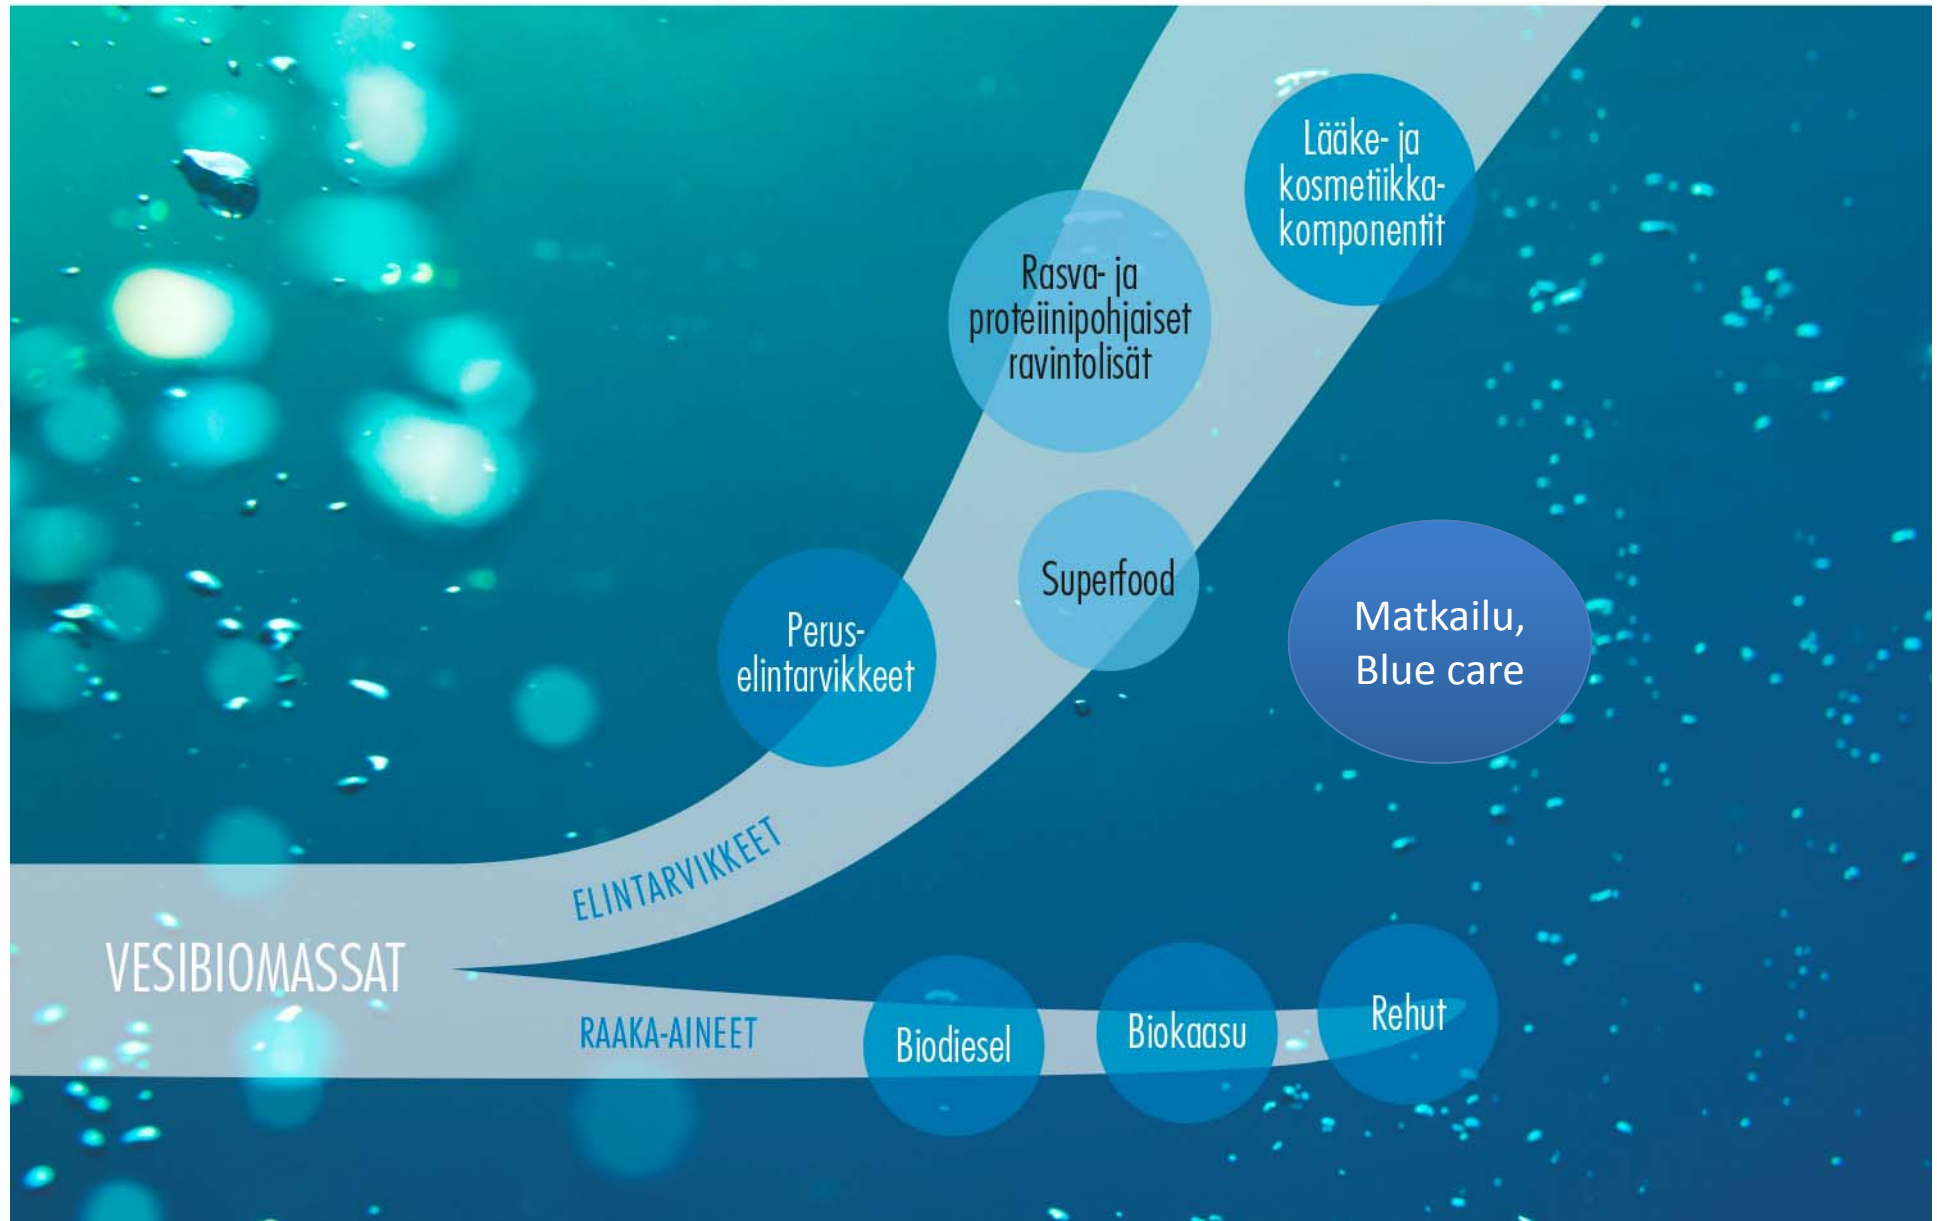 Lääke- ja
kosmetiikka-
komponentit
Rasva- ja
proteiinipohjaiset
ravintolisät
Superfood
Perus-
elintarvikkeet
Matkailu,
Blue care
ELINTARVIKKEET
VESIBIOMASSAT
RAAKA-AINEET
Biodiesel
Biokaasu
Rehut